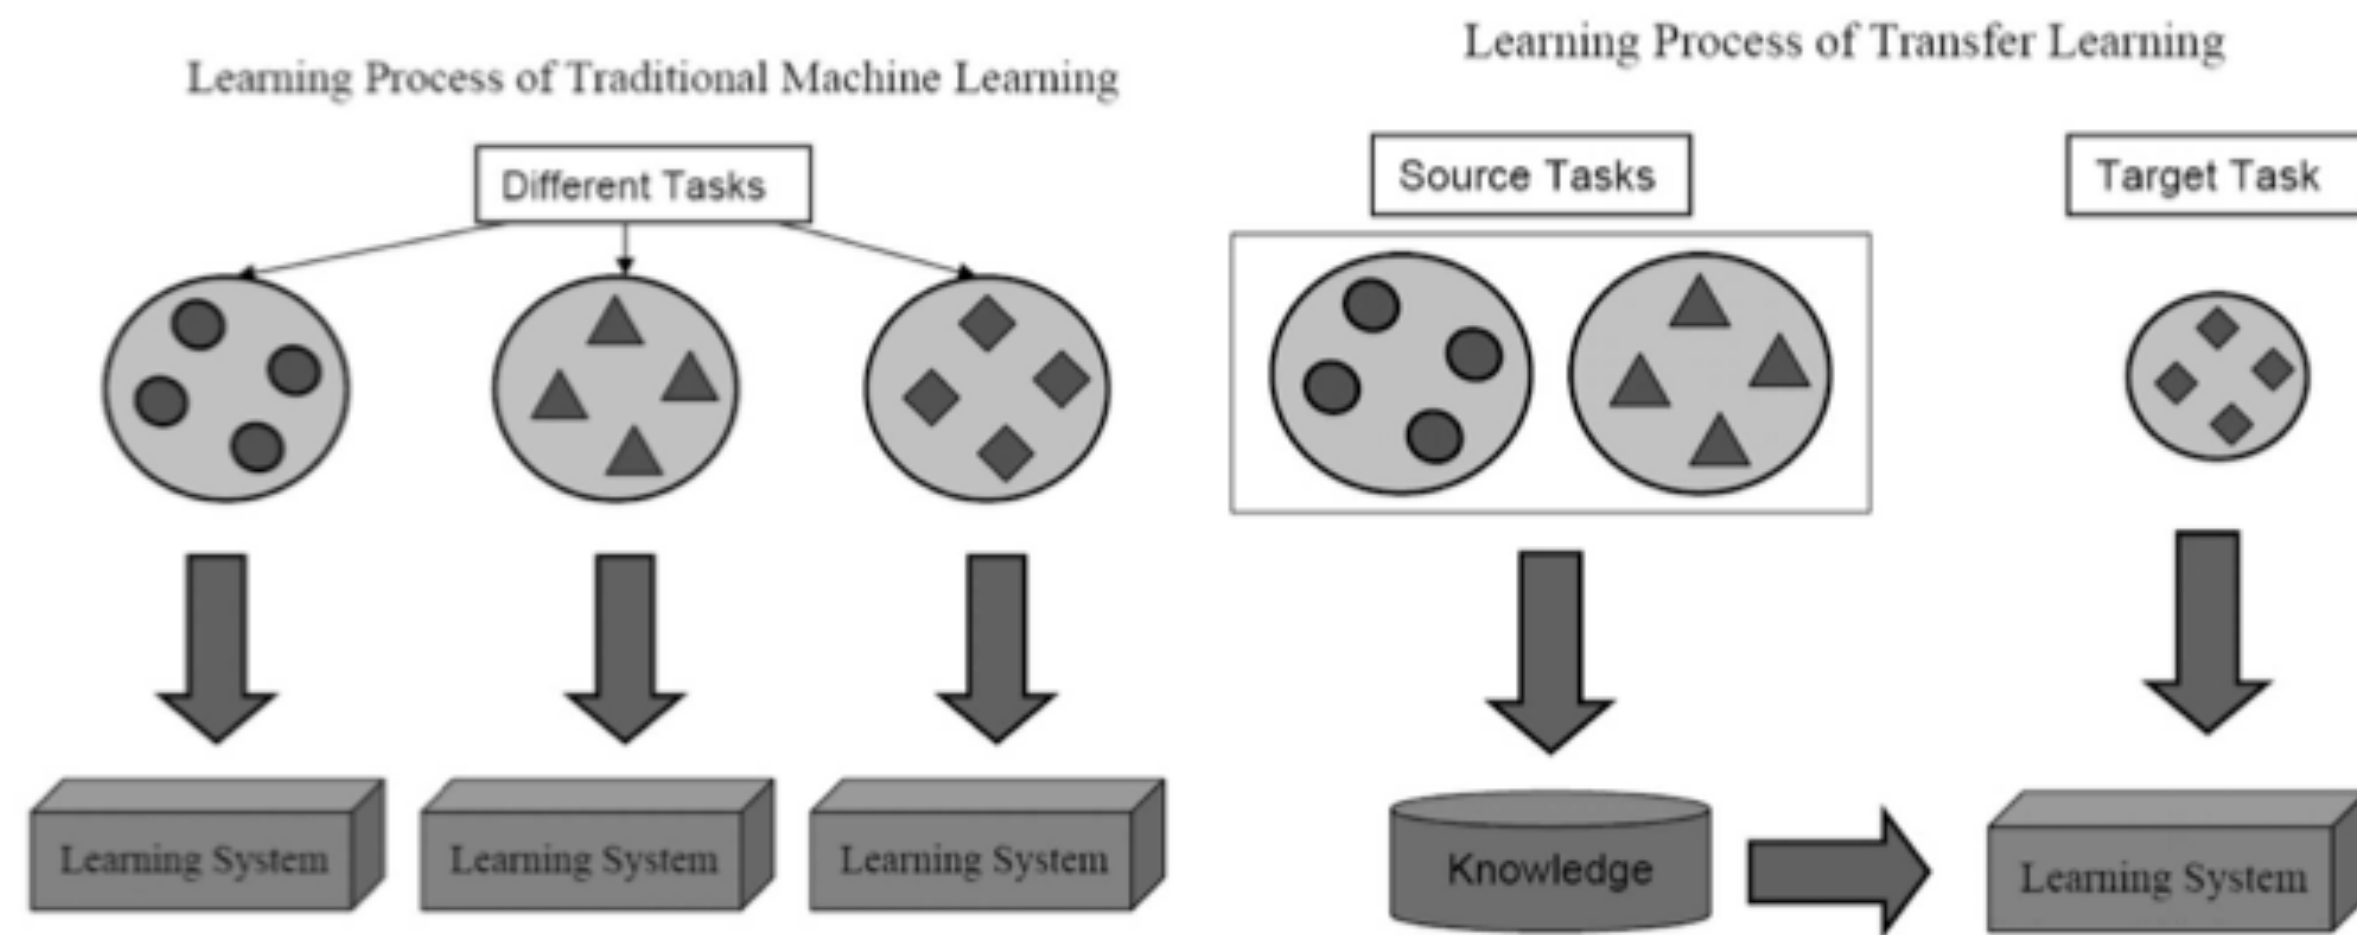 Learning Process of Traditional Machine Learning
Different Tasks
Learning System
Learning System
Learning System
Learning Process of Transfer Learning
Source Tasks
Target Task
Knowledge
Learning System